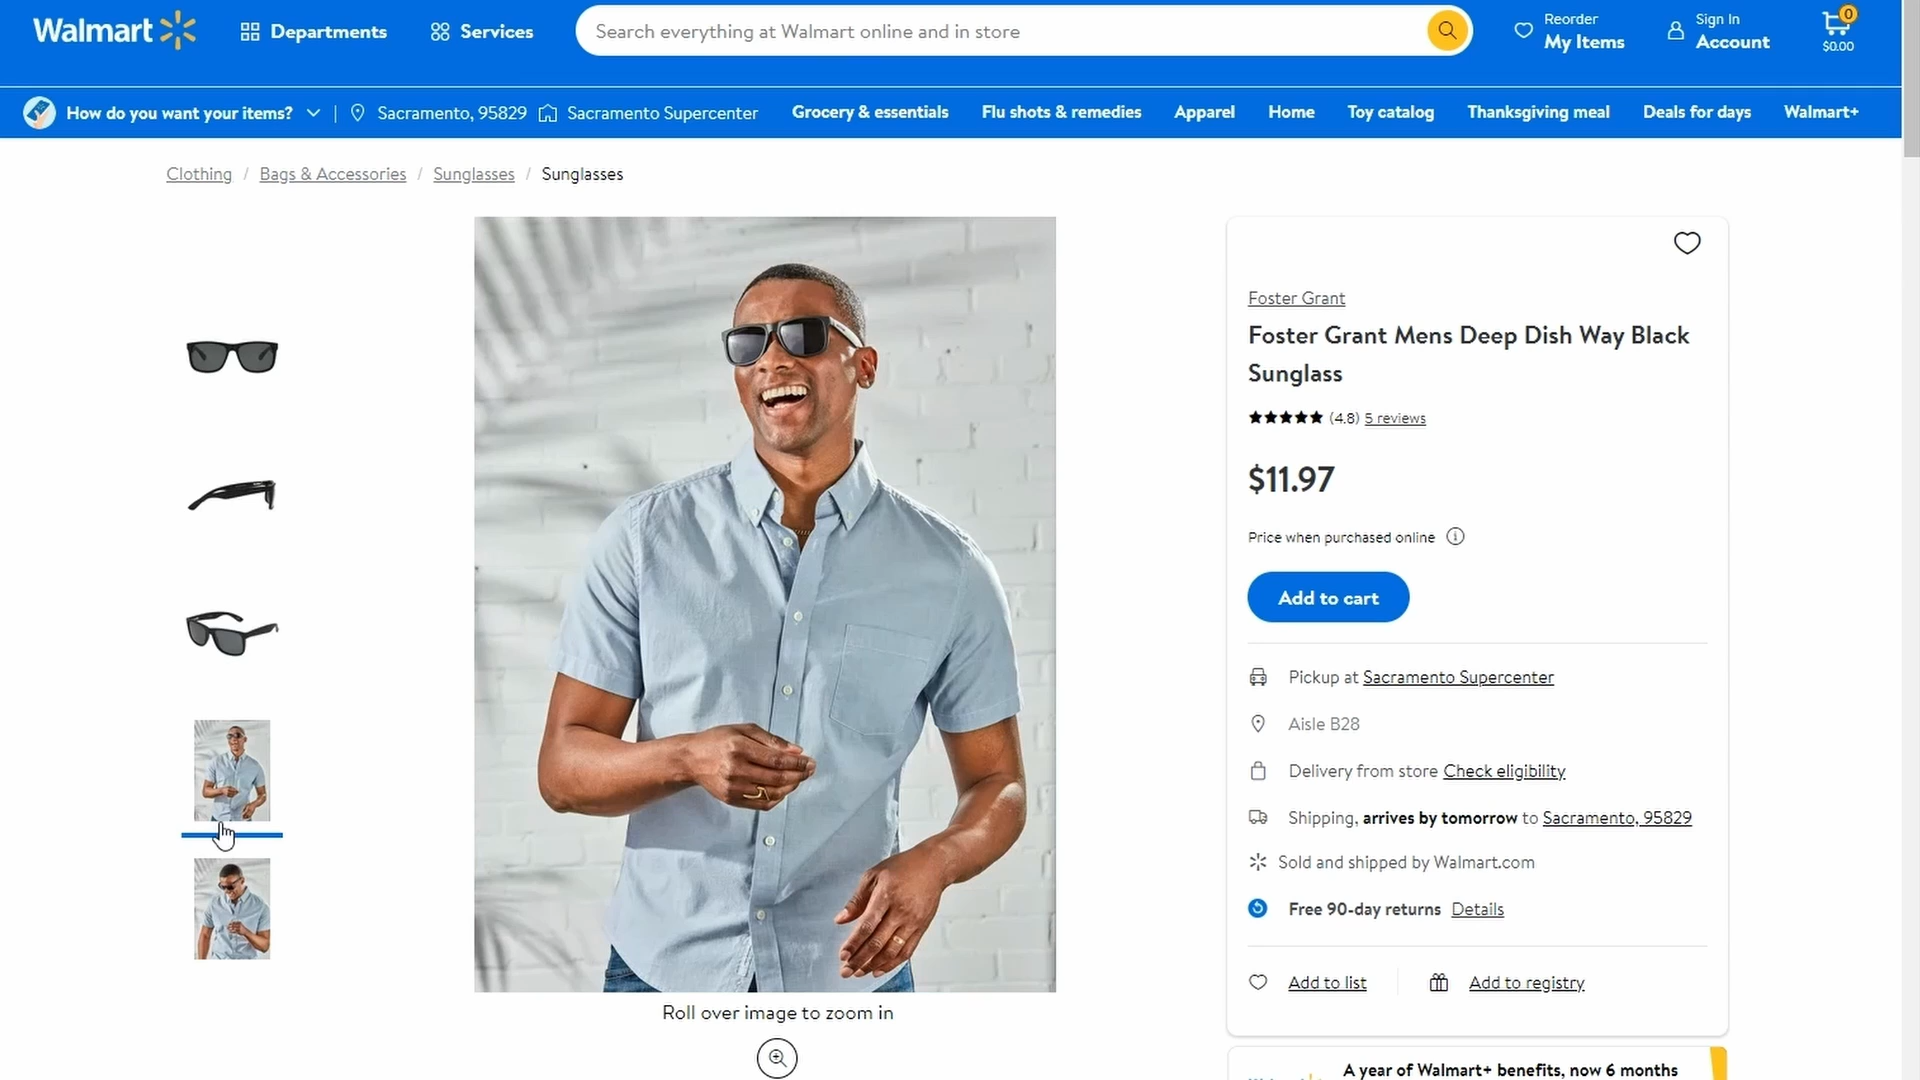 Walmart
Departments
Services
Search everything at Walmart online and in store
Reorder
My Items
Sign In
Account
0
$0.00
How do you want your items?
Sacramento, 95829
Sacramento Supercenter
Grocery & essentials
Flu shots & remedies
Apparel
Home
Toy catalog
Thanksgiving meal
Deals for days
Walmart+
Clothing / Bags & Accessories / Sunglasses / Sunglasses
Foster Grant
Foster Grant Mens Deep Dish Way Black
Sunglass
(4.8) 5 reviews
$11.97
Price when purchased online
Add to cart
Pickup at Sacramento Supercenter
Aisle B28
Delivery from store Check eligibility
Shipping, arrives by tomorrow to Sacramento, 95829
Sold and shipped by Walmart.com
Free 90-day returns Details
Add to list
Add to registry
Roll over image to zoom in
A year of Walmart+ benefits, now 6 months